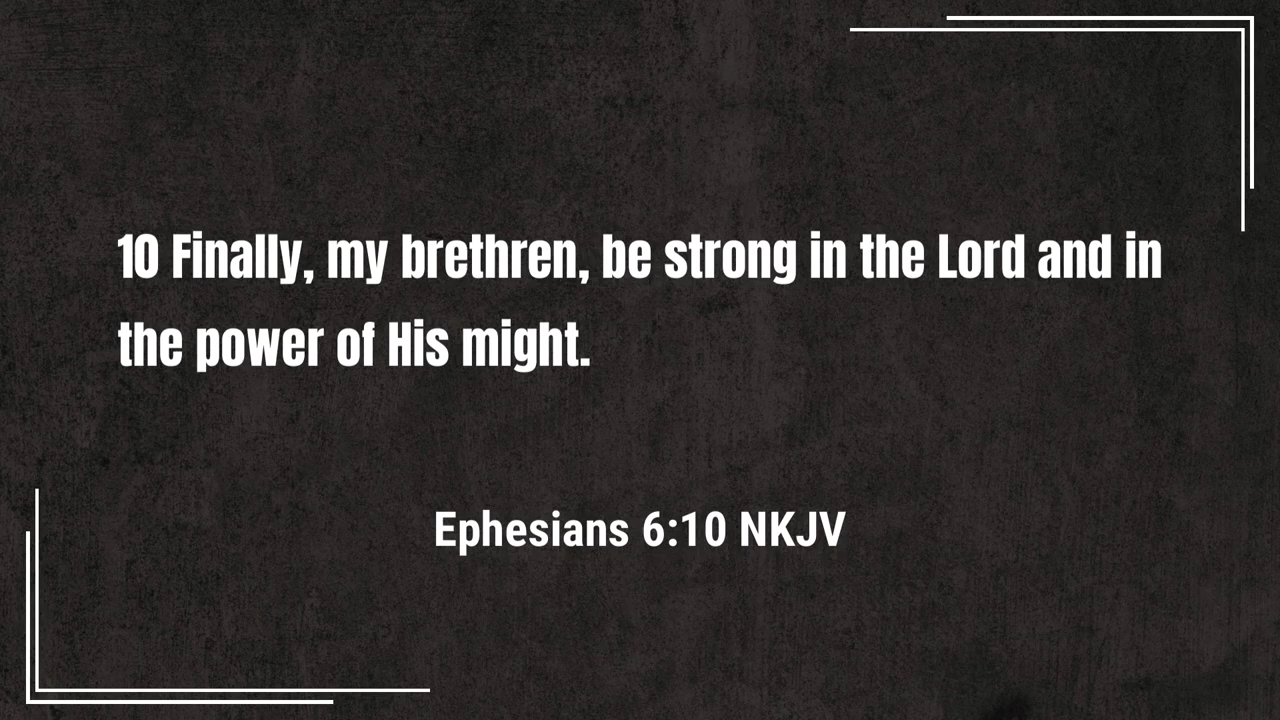 10 Finally, my brethren, be strong in the Lord and in
the power of His might.
Ephesians 6:10 NKJV